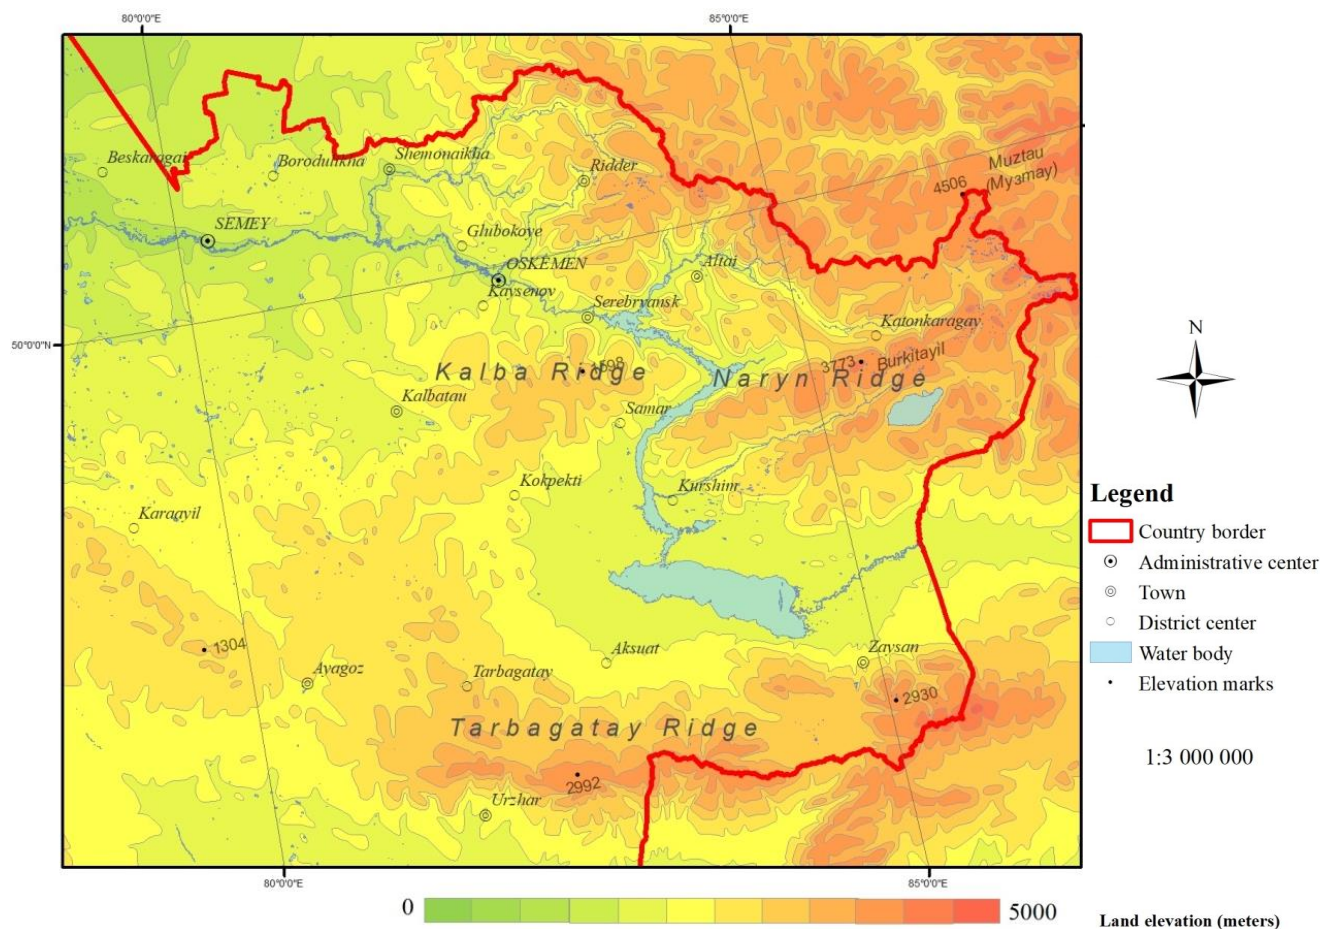 80°0'0"E 85°0'0"E
Muztau
(Музтау)
4506
Beskaragai
Borodulikha
Shemonaikha
Ridder
SEMEY
Glubokoye
OSKEMEN
Altai
Kaysenov
Serebryansk
Katonkaragay
50°0'0"N
Kalba Ridge
1598
3773
Burkitayil
Naryn Ridge
Kalbatau
Samar
Kokpekti
Kurshim
Karaayil
1304
Aksuat
Zaysan
Ayagoz
Tarbagatay
2930
Tarbagatay Ridge
2992
Urzhar
80°0'0"E 85°0'0"E
N
Legend
Country border
Administrative center
Town
District center
Water body
Elevation marks
1:3 000 000
0 5000
Land elevation (meters)